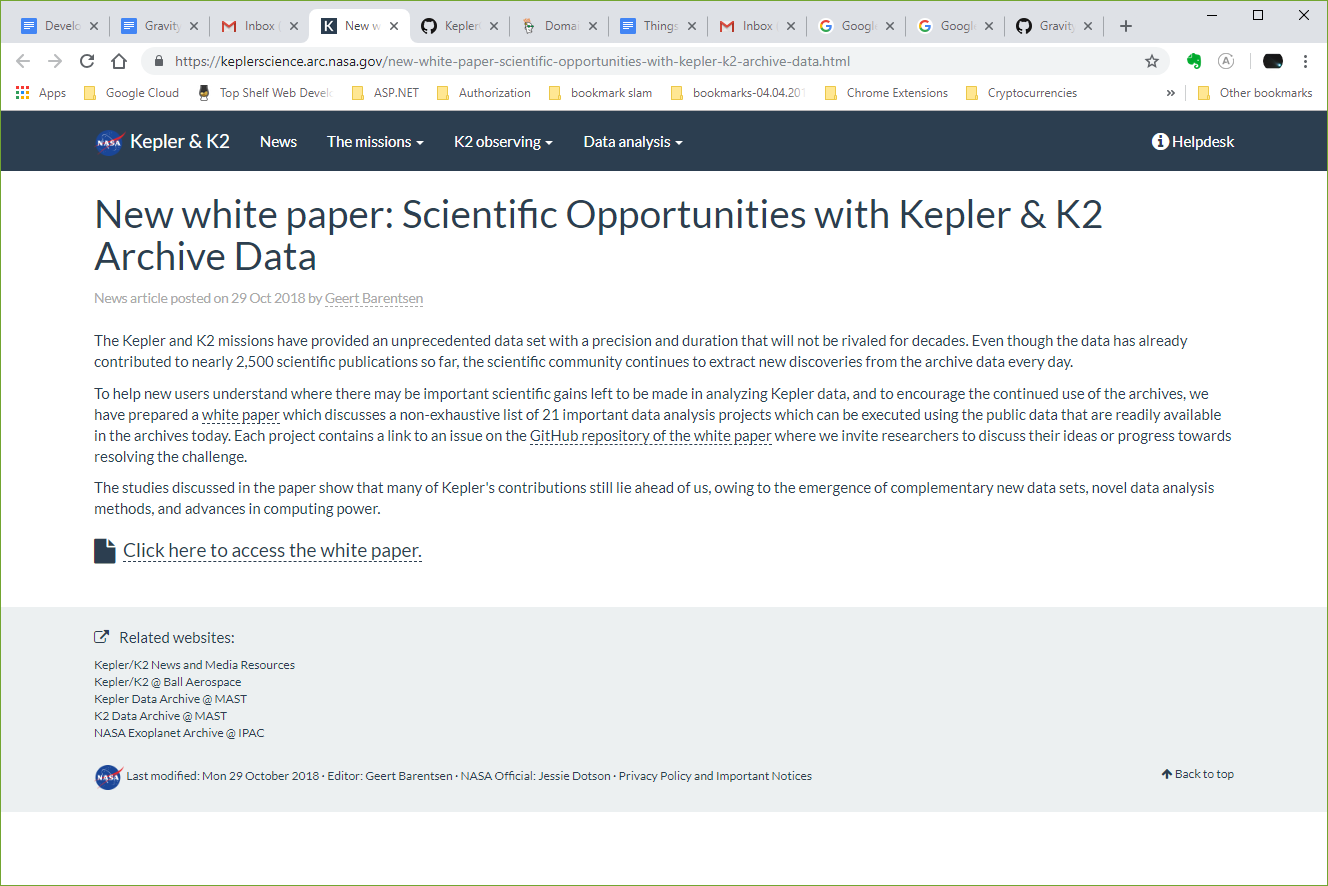 Develo
Gravity
Inbox (
New w
Kepler
Domai
Things
Inbox (
Google
Google
Gravity
https://keplerscience.arc.nasa.gov/new-white-paper-scientific-opportunities-with-kepler-k2-archive-data.html
Apps
Google Cloud
Top Shelf Web Develo
ASP.NET
Authorization
bookmark slam
bookmarks-04.04.201
Chrome Extensions
Cryptocurrencies
»
Other bookmarks
NASA
Kepler & K2
News
The missions
K2 observing
Data analysis
Helpdesk
New white paper: Scientific Opportunities with Kepler & K2
Archive Data
News article posted on 29 Oct 2018 by Geert Barentsen
The Kepler and K2 missions have provided an unprecedented data set with a precision and duration that will not be rivaled for decades. Even though the data has already
contributed to nearly 2,500 scientific publications so far, the scientific community continues to extract new discoveries from the archive data every day.
To help new users understand where there may be important scientific gains left to be made in analyzing Kepler data, and to encourage the continued use of the archives, we
have prepared a white paper which discusses a non-exhaustive list of 21 important data analysis projects which can be executed using the public data that are readily available
in the archives today. Each project contains a link to an issue on the GitHub repository of the white paper where we invite researchers to discuss their ideas or progress towards
resolving the challenge.
The studies discussed in the paper show that many of Kepler's contributions still lie ahead of us, owing to the emergence of complementary new data sets, novel data analysis
methods, and advances in computing power.
Click here to access the white paper.
Related websites:
Kepler/K2 News and Media Resources
Kepler/K2 @ Ball Aerospace
Kepler Data Archive @ MAST
K2 Data Archive @ MAST
NASA Exoplanet Archive @ IPAC
NASA
Last modified: Mon 29 October 2018 · Editor: Geert Barentsen · NASA Official: Jessie Dotson · Privacy Policy and Important Notices
Back to top